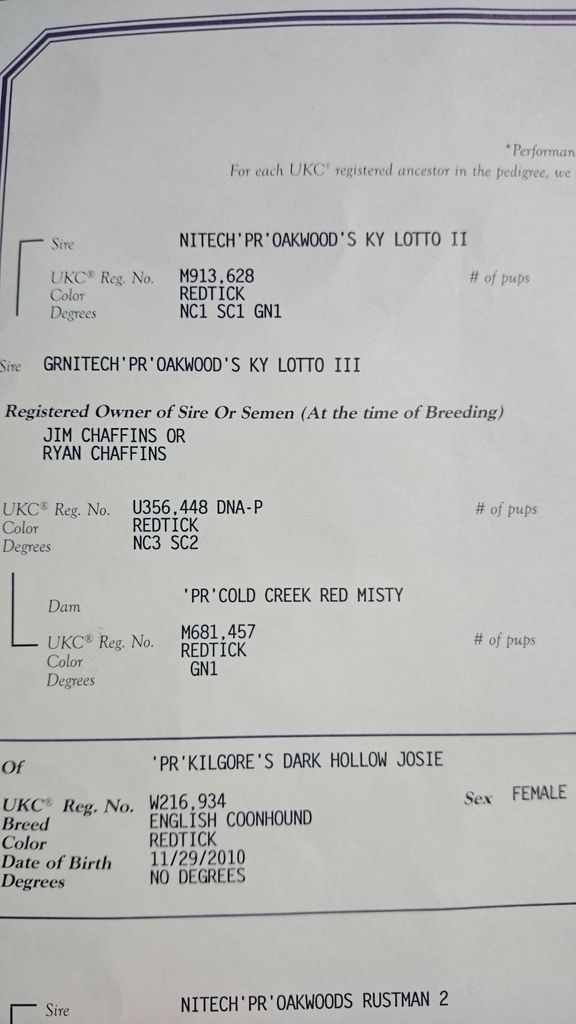 *Performan
For each UKC® registered ancestor in the pedigree, we
Sire NITECH'PR'OAKWOOD'S KY LOTTO II
UKC® Reg. No. M913,628 # of pups
Color REDTICK
Degrees NC1 SC1 GN1
Sire GRNITECH'PR'OAKWOOD'S KY LOTTO III
Registered Owner of Sire Or Semen (At the time of Breeding)
JIM CHAFFINS OR
RYAN CHAFFINS
UKC® Reg. No. U356,448 DNA-P # of pups
Color REDTICK
Degrees NC3 SC2
Dam 'PR'COLD CREEK RED MISTY
UKC® Reg. No. M681,457 # of pups
Color REDTICK
Degrees GN1
Of 'PR'KILGORE'S DARK HOLLOW JOSIE
UKC® Reg. No. W216,934 Sex FEMALE
Breed ENGLISH COONHOUND
Color REDTICK
Date of Birth 11/29/2010
Degrees NO DEGREES
Sire NITECH'PR'OAKWOODS RUSTMAN 2